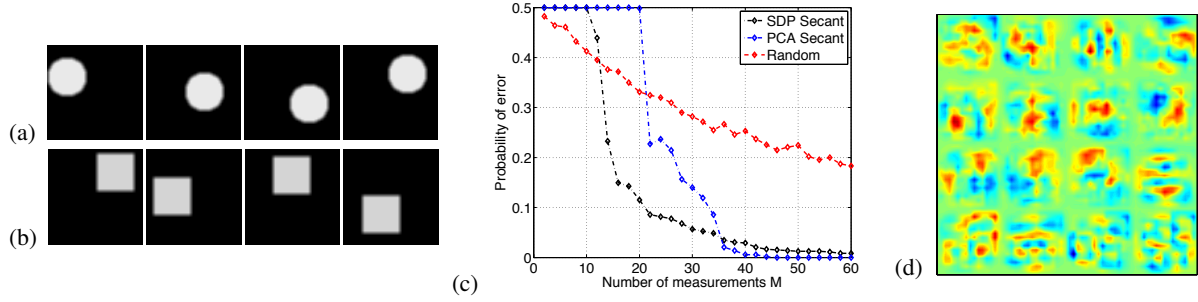 (a)
(b)
(c)
0.5
0.4
0.3
0.2
0.1
0
Probability of error
0 10 20 30 40 50 60
Number of measurements M
SDP Secant
PCA Secant
Random
(d)